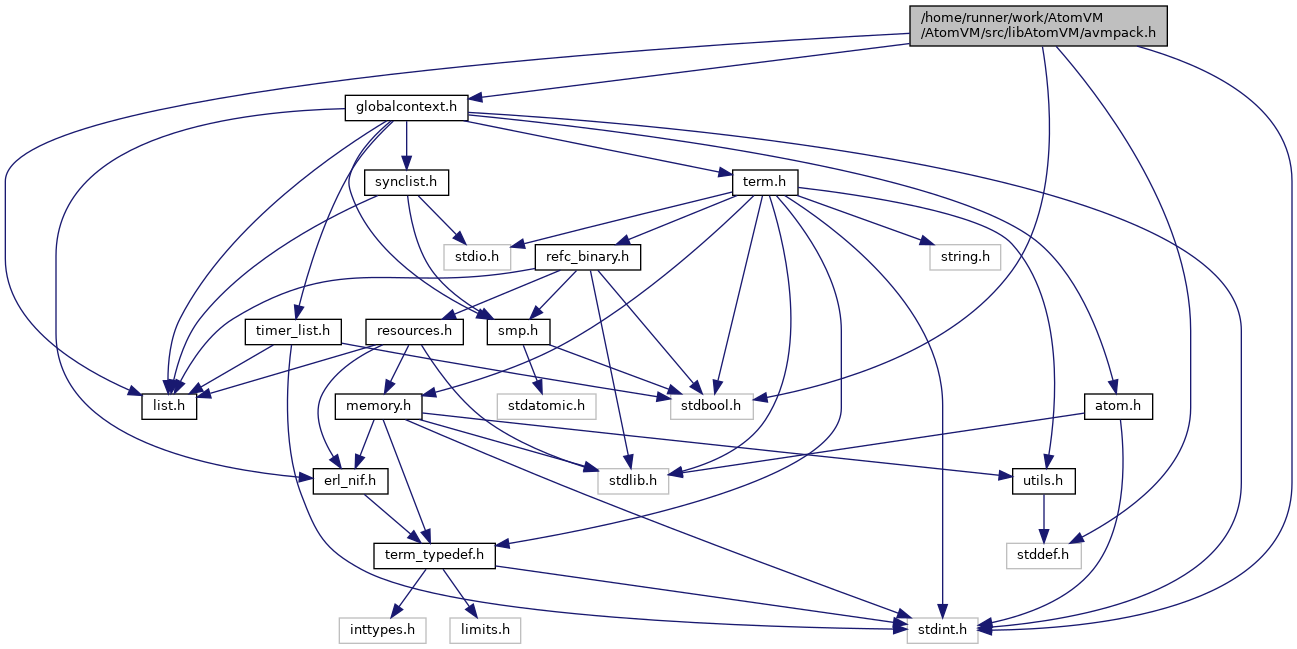 /home/runner/work/AtomVM
/AtomVM/src/libAtomVM/avmpack.h
globalcontext.h
synclist.h
term.h
stdio.h
refc_binary.h
string.h
timer_list.h
resources.h
smp.h
list.h
memory.h
stdatomic.h
stdbool.h
atom.h
erl_nif.h
stdlib.h
utils.h
term_typedef.h
stddef.h
inttypes.h
limits.h
stdint.h